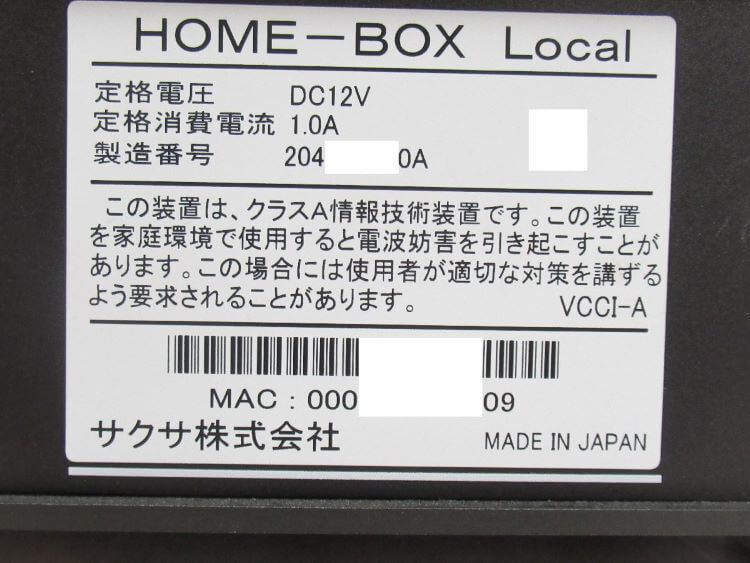 HOME-BOX Local
定格電圧 DC12V
定格消費電流 1.0A
製造番号 204 0A
この装置は、クラスA情報技術装置です。この装置
を家庭環境で使用すると電波妨害を引き起こすことが
あります。この場合には使用者が適切な対策を講ずる
よう要求されることがあります。 VCCI-A
MAC : 000 09
サクサ株式会社 MADE IN JAPAN